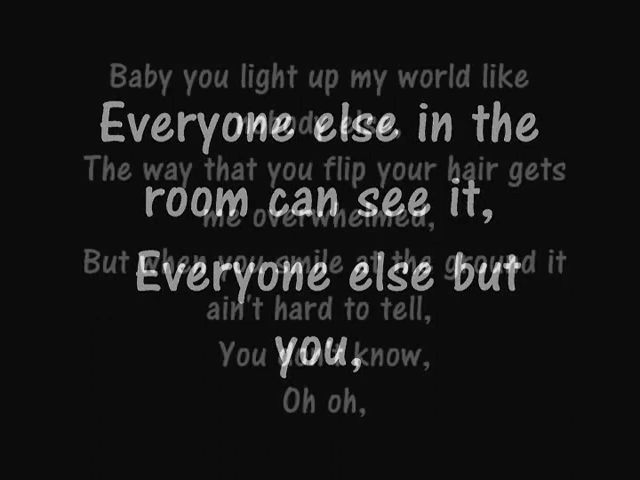 Baby you light up my world like
Everyone else in the
nobody else,
The way that you flip your hair gets
room can see it,
me overwhelmed,
But when you smile at the ground it
Everyone else but
ain't hard to tell,
you,
You don't know,
Oh oh,